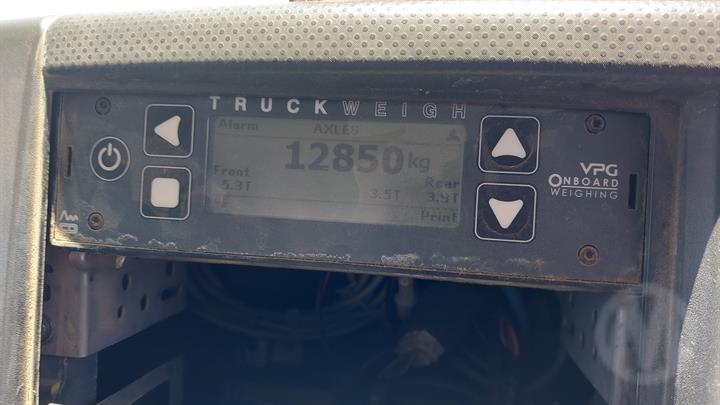 TRUCKWEIGH
Alarm AXLES
12850kg
Front Rear
5.3T 3.5T 3.9T
Print
VPG
ONBOARD
WEIGHING